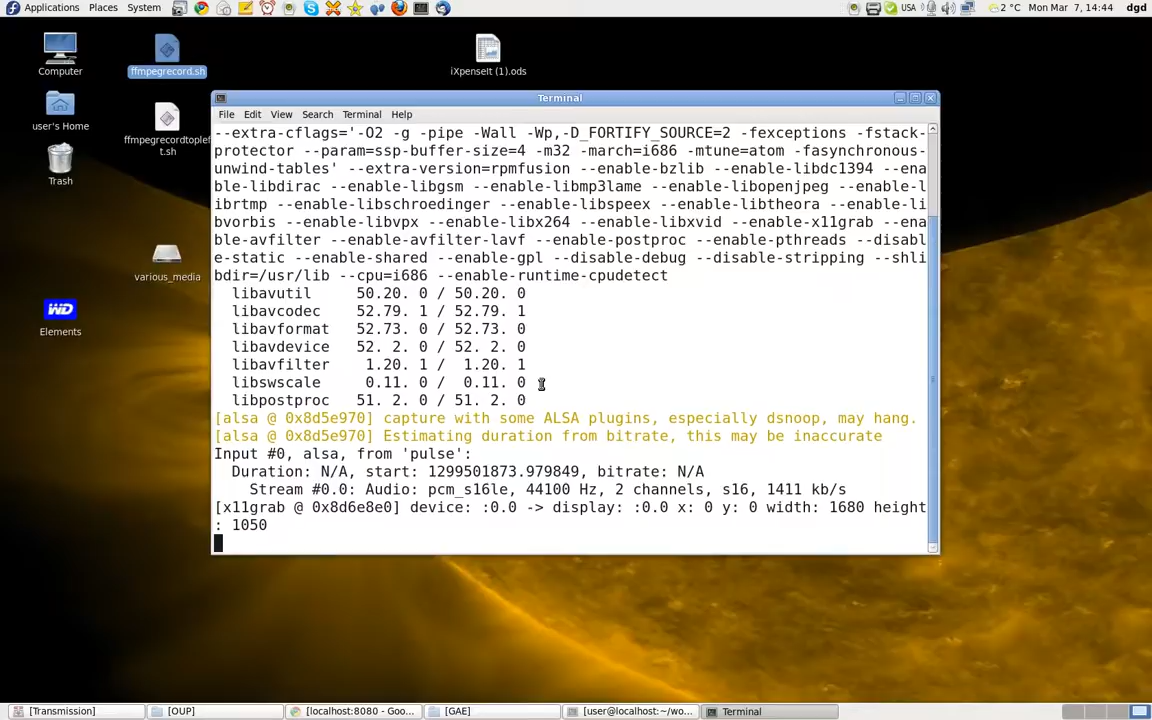 Applications Places System USA 2 °C Mon Mar 7, 14:44 dgd
Computer
ffmpegrecord.sh
iXpenseIt (1).ods
user's Home
ffmpegrecordtoplef
t.sh
Trash
various_media
WD
Elements
Terminal
File Edit View Search Terminal Help
--extra-cflags='-O2 -g -pipe -Wall -Wp,-D_FORTIFY_SOURCE=2 -fexceptions -fstack-
protector --param=ssp-buffer-size=4 -m32 -march=i686 -mtune=atom -fasynchronous-
unwind-tables' --extra-version=rpmfusion --enable-bzlib --enable-libdc1394 --ena
ble-libdirac --enable-libgsm --enable-libmp3lame --enable-libopenjpeg --enable-l
ibrtmp --enable-libschroedinger --enable-libspeex --enable-libtheora --enable-li
bvorbis --enable-libvpx --enable-libx264 --enable-libxvid --enable-x11grab --ena
ble-avfilter --enable-avfilter-lavf --enable-postproc --enable-pthreads --disabl
e-static --enable-shared --enable-gpl --disable-debug --disable-stripping --shli
bdir=/usr/lib --cpu=i686 --enable-runtime-cpudetect
libavutil 50.20. 0 / 50.20. 0
libavcodec 52.79. 1 / 52.79. 1
libavformat 52.73. 0 / 52.73. 0
libavdevice 52. 2. 0 / 52. 2. 0
libavfilter 1.20. 1 / 1.20. 1
libswscale 0.11. 0 / 0.11. 0
libpostproc 51. 2. 0 / 51. 2. 0
[alsa @ 0x8d5e970] capture with some ALSA plugins, especially dsnoop, may hang.
[alsa @ 0x8d5e970] Estimating duration from bitrate, this may be inaccurate
Input #0, alsa, from 'pulse':
Duration: N/A, start: 1299501873.979849, bitrate: N/A
Stream #0.0: Audio: pcm_s16le, 44100 Hz, 2 channels, s16, 1411 kb/s
[x11grab @ 0x8d6e8e0] device: :0.0 -> display: :0.0 x: 0 y: 0 width: 1680 height
: 1050
[Transmission] [OUP] [localhost:8080 - Goo... [GAE] [user@localhost:~/wo... Terminal